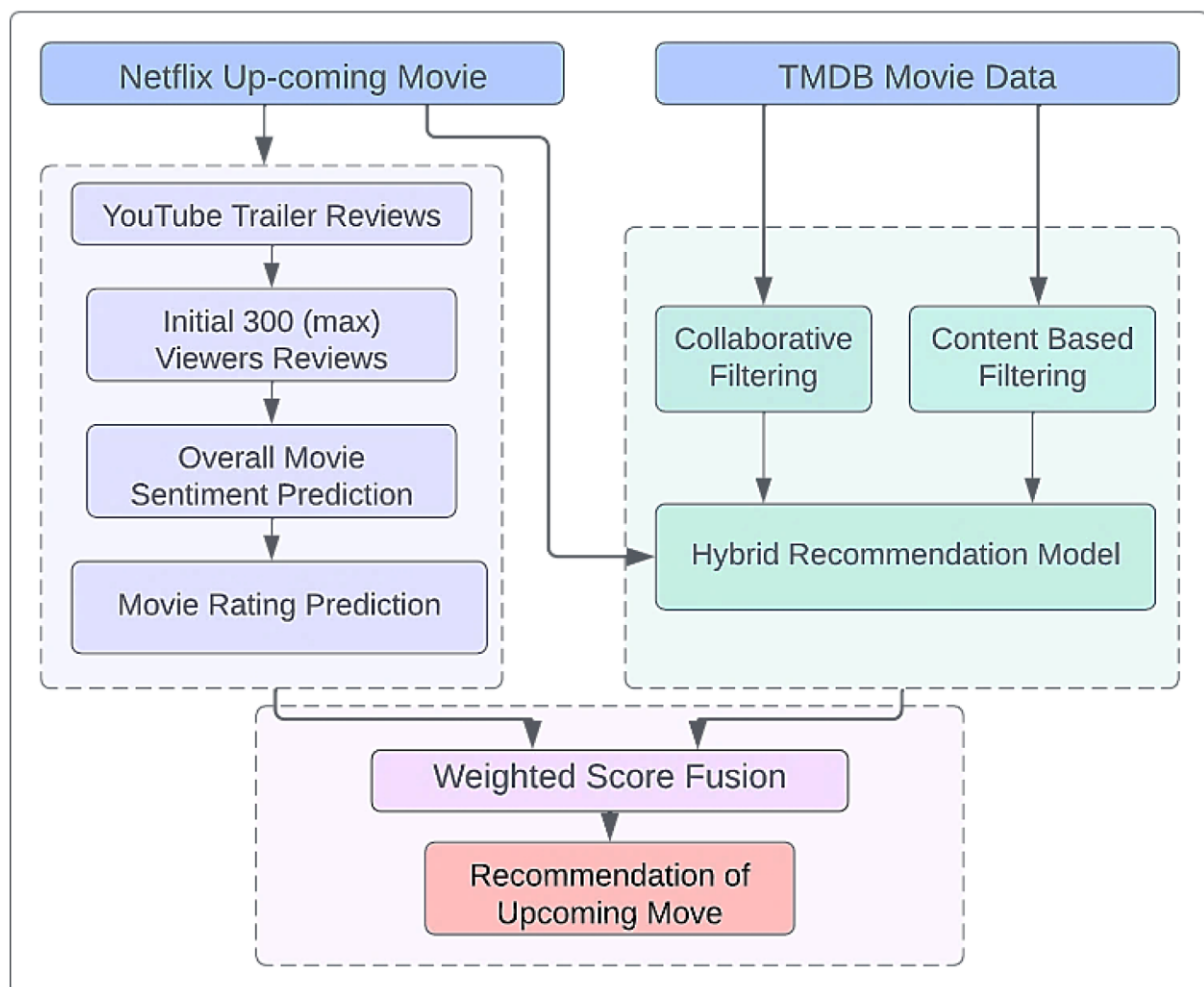 Netflix Up-coming Movie
TMDB Movie Data
YouTube Trailer Reviews
Initial 300 (max)
Viewers Reviews
Overall Movie
Sentiment Prediction
Movie Rating Prediction
Collaborative
Filtering
Content Based
Filtering
Hybrid Recommendation Model
Weighted Score Fusion
Recommendation of
Upcoming Move